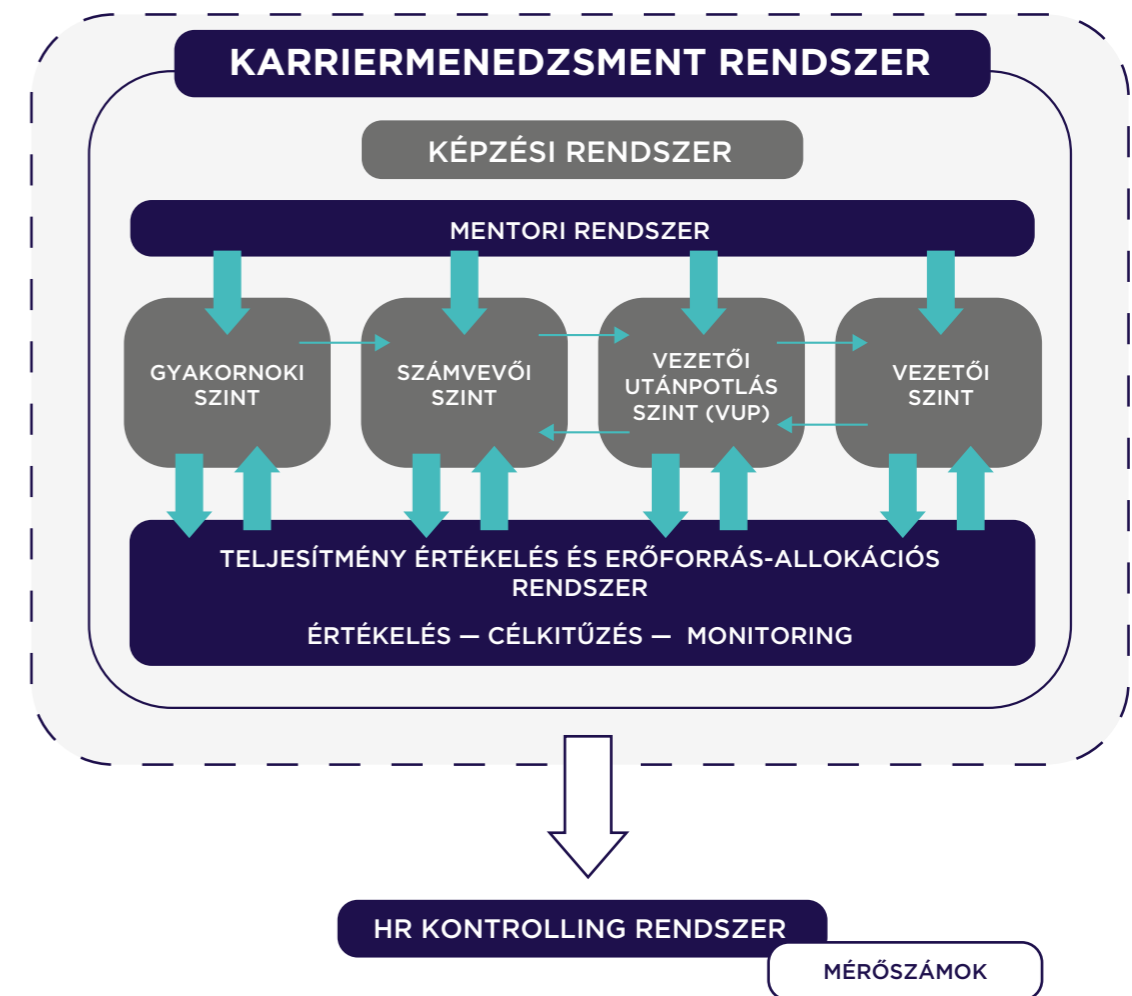 KARRIERMENEDZSMENT RENDSZER
KÉPZÉSI RENDSZER
MENTORI RENDSZER
GYAKORNOKI
SZINT
SZÁMVEVŐI
SZINT
VEZETŐI
UTÁNPOTLÁS
SZINT (VUP)
VEZETŐI
SZINT
TELJESÍTMÉNY ÉRTÉKELÉS ÉS ERŐFORRÁS-ALLOKÁCIÓS
RENDSZER
ÉRTÉKELÉS — CÉLKITŰZÉS — MONITORING
HR KONTROLLING RENDSZER
MÉRŐSZÁMOK